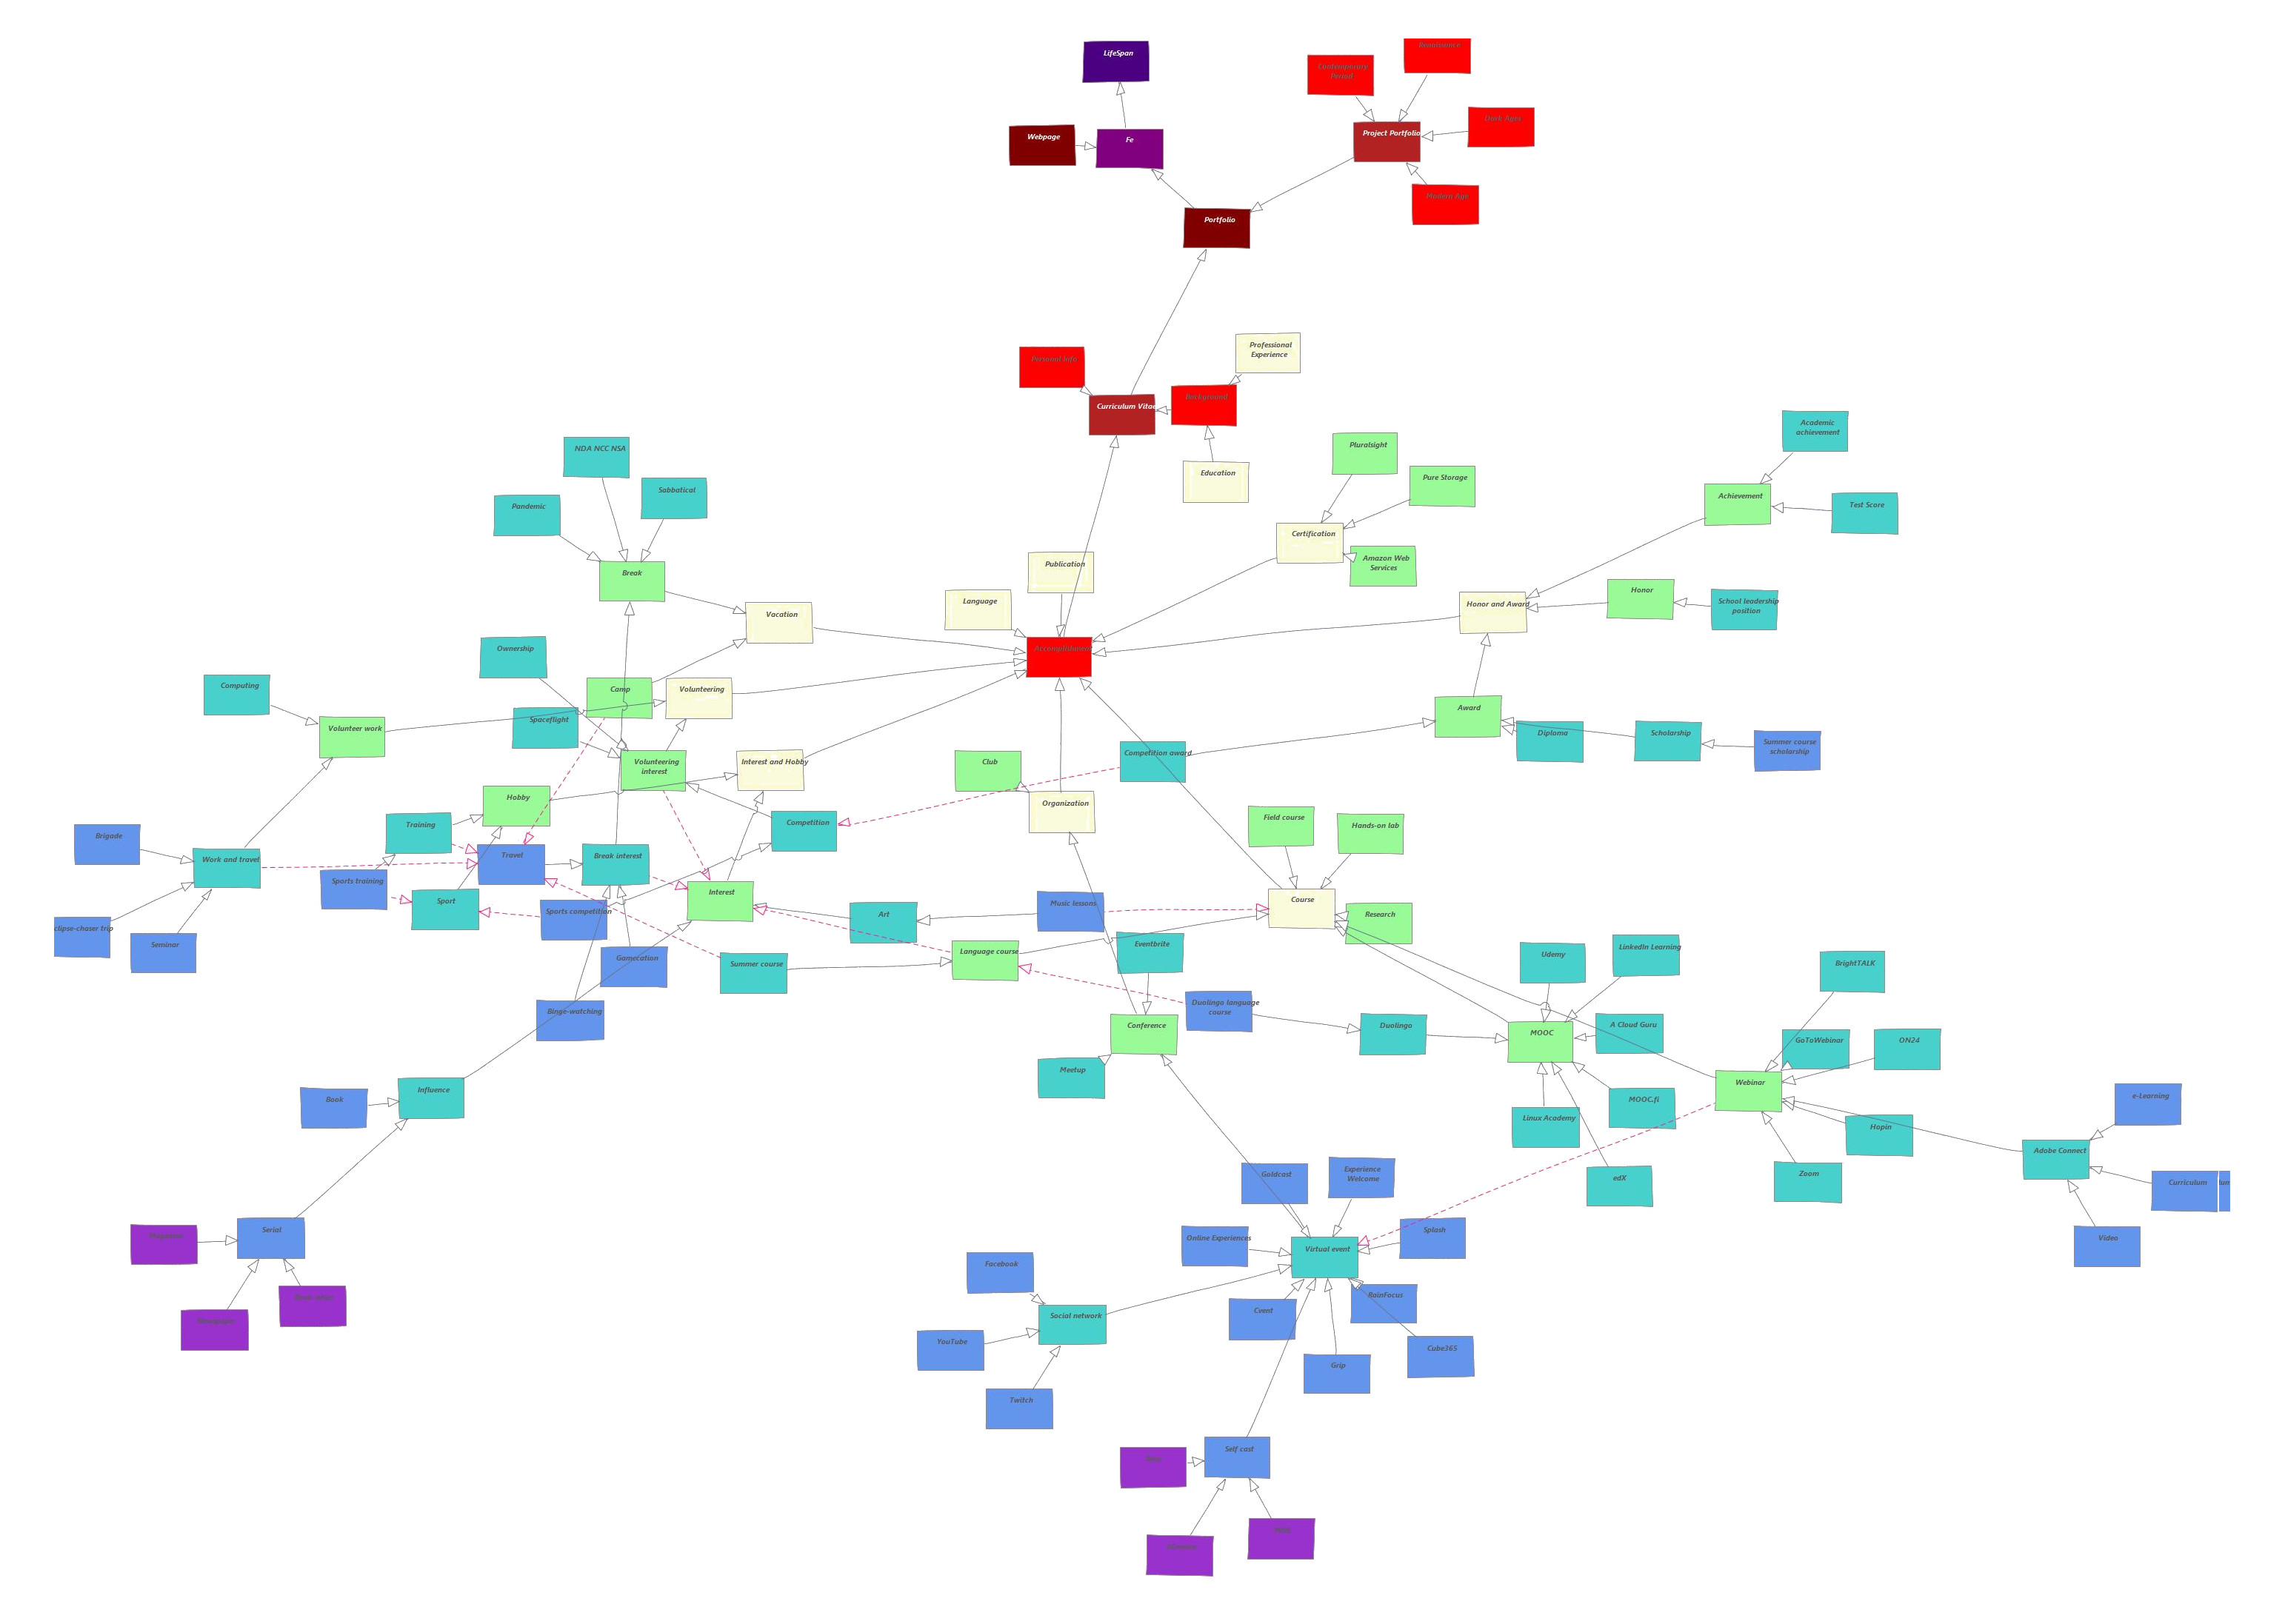 LifeSpan
Contemporary
Period
Renaissance
Webpage
Fe
Project Portfolio
Dark Ages
Modern Age
Portfolio
Professional
Experience
Personal info
Curriculum Vitae
Background
Education
NDA NCC NSA
Sabbatical
Pandemic
Break
Pluralsight
Pure Storage
Certification
Amazon Web
Services
Academic
achievement
Achievement
Test Score
Publication
Language
Vacation
Accomplishment
Honor and Award
Honor
School leadership
position
Ownership
Computing
Camp
Volunteering
Spaceflight
Volunteer work
Volunteering
interest
Interest and Hobby
Club
Competition award
Award
Diploma
Scholarship
Summer course
scholarship
Hobby
Training
Competition
Organization
Field course
Hands-on lab
Brigade
Work and travel
Travel
Break interest
Sports training
Sport
Sports competition
Interest
Art
Music lessons
Course
Research
clipse-chaser trip
Seminar
Gamecation
Summer course
Language course
Eventbrite
Udemy
LinkedIn Learning
BrightTALK
Binge-watching
Duolingo language
course
Conference
Duolingo
MOOC
A Cloud Guru
GoToWebinar
ON24
Meetup
Webinar
Book
Influence
Linux Academy
MOOC.fi
Hopin
e-Learning
Adobe Connect
Zoom
edX
Curriculum
lum
Video
Goldcast
Experience
Welcome
Splash
Online Experiences
Virtual event
Serial
Magazine
Newspaper
Facebook
Social network
YouTube
Twitch
Cvent
RainFocus
Grip
Cube365
Self cast